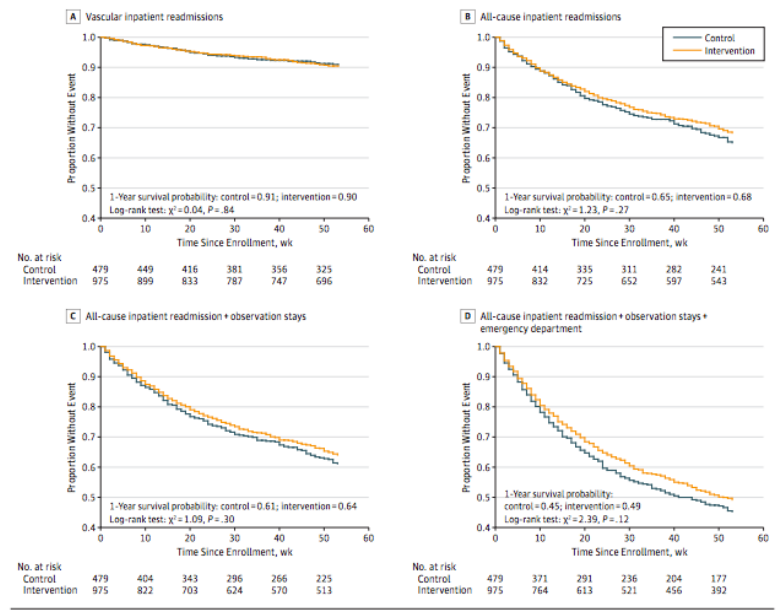 A Vascular inpatient readmissions
1.0
0.9
0.8
0.7
0.6
0.5
0.4
Proportion Without Event
1-Year survival probability: control = 0.91; intervention = 0.90
Log-rank test: χ² = 0.04, P = .84
0 10 20 30 40 50 60
Time Since Enrollment, wk
No. at risk
Control 479 449 416 381 356 325
Intervention 975 899 833 787 747 696
B All-cause inpatient readmissions
Control
Intervention
1.0
0.9
0.8
0.7
0.6
0.5
0.4
Proportion Without Event
1-Year survival probability: control = 0.65; intervention = 0.68
Log-rank test: χ² = 1.23, P = .27
0 10 20 30 40 50 60
Time Since Enrollment, wk
No. at risk
Control 479 414 335 311 282 241
Intervention 975 832 725 652 597 543
C All-cause inpatient readmission + observation stays
1.0
0.9
0.8
0.7
0.6
0.5
0.4
Proportion Without Event
1-Year survival probability: control = 0.61; intervention = 0.64
Log-rank test: χ² = 1.09, P = .30
0 10 20 30 40 50 60
Time Since Enrollment, wk
No. at risk
Control 479 404 343 296 266 225
Intervention 975 822 703 624 570 513
D All-cause inpatient readmission + observation stays +
emergency department
1.0
0.9
0.8
0.7
0.6
0.5
0.4
Proportion Without Event
1-Year survival probability:
control = 0.45; intervention = 0.49
Log-rank test: χ² = 2.39, P = .12
0 10 20 30 40 50 60
Time Since Enrollment, wk
No. at risk
Control 479 371 291 236 204 177
Intervention 975 764 613 521 456 392